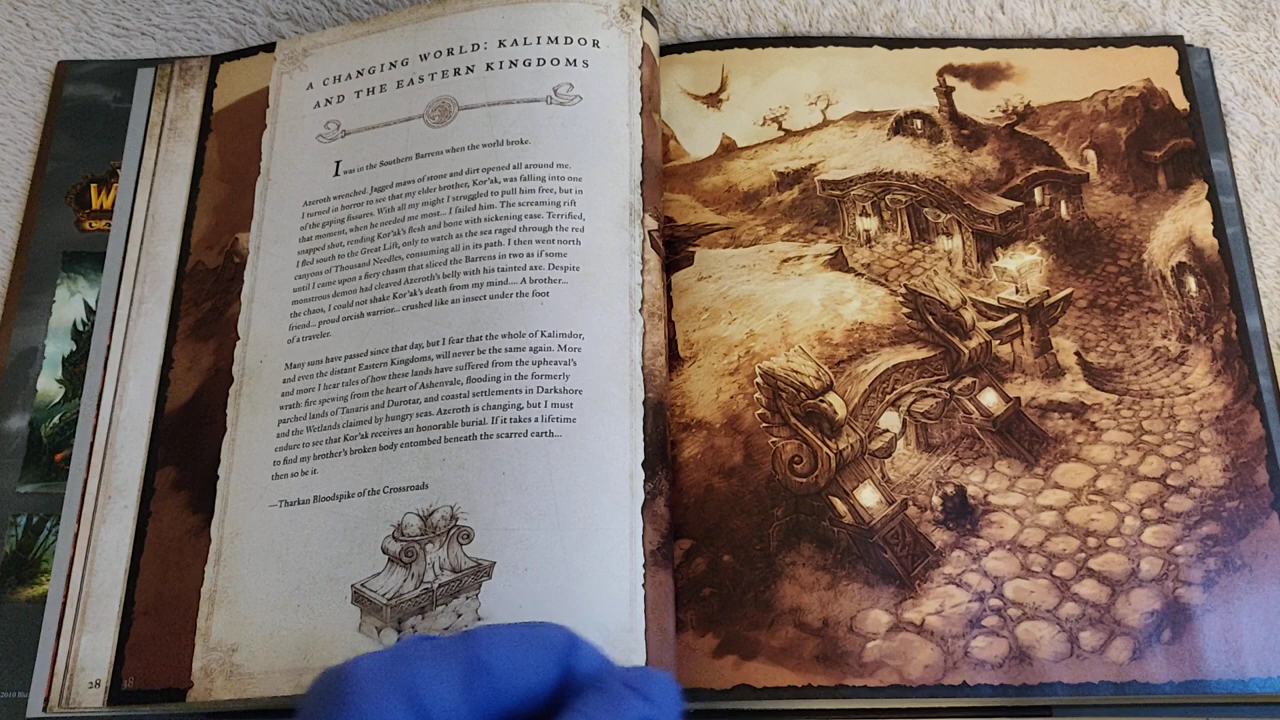 A CHANGING WORLD: KALIMDOR
AND THE EASTERN KINGDOMS
I was in the Southern Barrens when the world broke.
Azeroth wrenched. Jagged maws of stone and dirt opened all around me.
I turned in horror to see that my elder brother, Kor'ak, was falling into one
of the gaping fissures. With all my might I struggled to pull him free, but in
that moment, when he needed me most... I failed him. The screaming rift
snapped shut, rending Kor'ak's flesh and bone with sickening ease. Terrified,
I fled south to the Great Lift, only to watch as the sea raged through the red
canyons of Thousand Needles, consuming all in its path. I then went north
until I came upon a fiery chasm that sliced the Barrens in two as if some
monstrous demon had cleaved Azeroth's belly with his tainted axe. Despite
the chaos, I could not shake Kor'ak's death from my mind.... A brother...
friend... proud orcish warrior... crushed like an insect under the foot
of a traveler.
Many suns have passed since that day, but I fear that the whole of Kalimdor,
and even the distant Eastern Kingdoms, will never be the same again. More
and more I hear tales of how these lands have suffered from the upheaval's
wrath: fire spewing from the heart of Ashenvale, flooding in the formerly
parched lands of Tanaris and Durotar, and coastal settlements in Darkshore
and the Wetlands claimed by hungry seas. Azeroth is changing, but I must
endure to see that Kor'ak receives an honorable burial. If it takes a lifetime
to find my brother's broken body entombed beneath the scarred earth...
then so be it.
—Tharkan Bloodspike of the Crossroads
28
38
W
2010